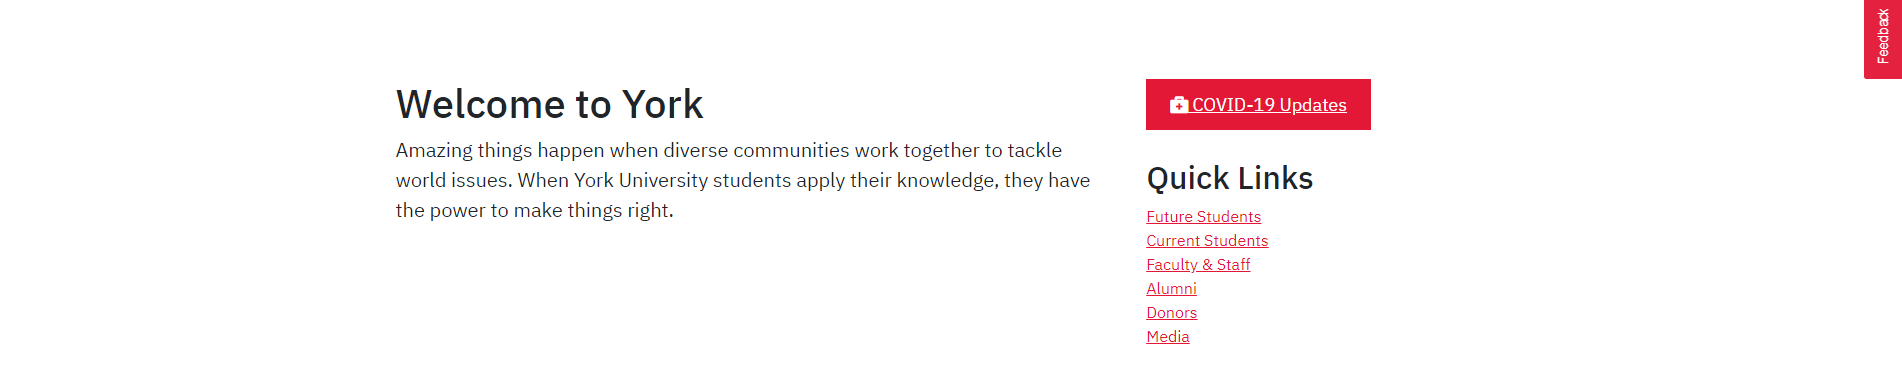 Feedback
Welcome to York
Amazing things happen when diverse communities work together to tackle
world issues. When York University students apply their knowledge, they have
the power to make things right.
COVID-19 Updates
Quick Links
Future Students
Current Students
Faculty & Staff
Alumni
Donors
Media